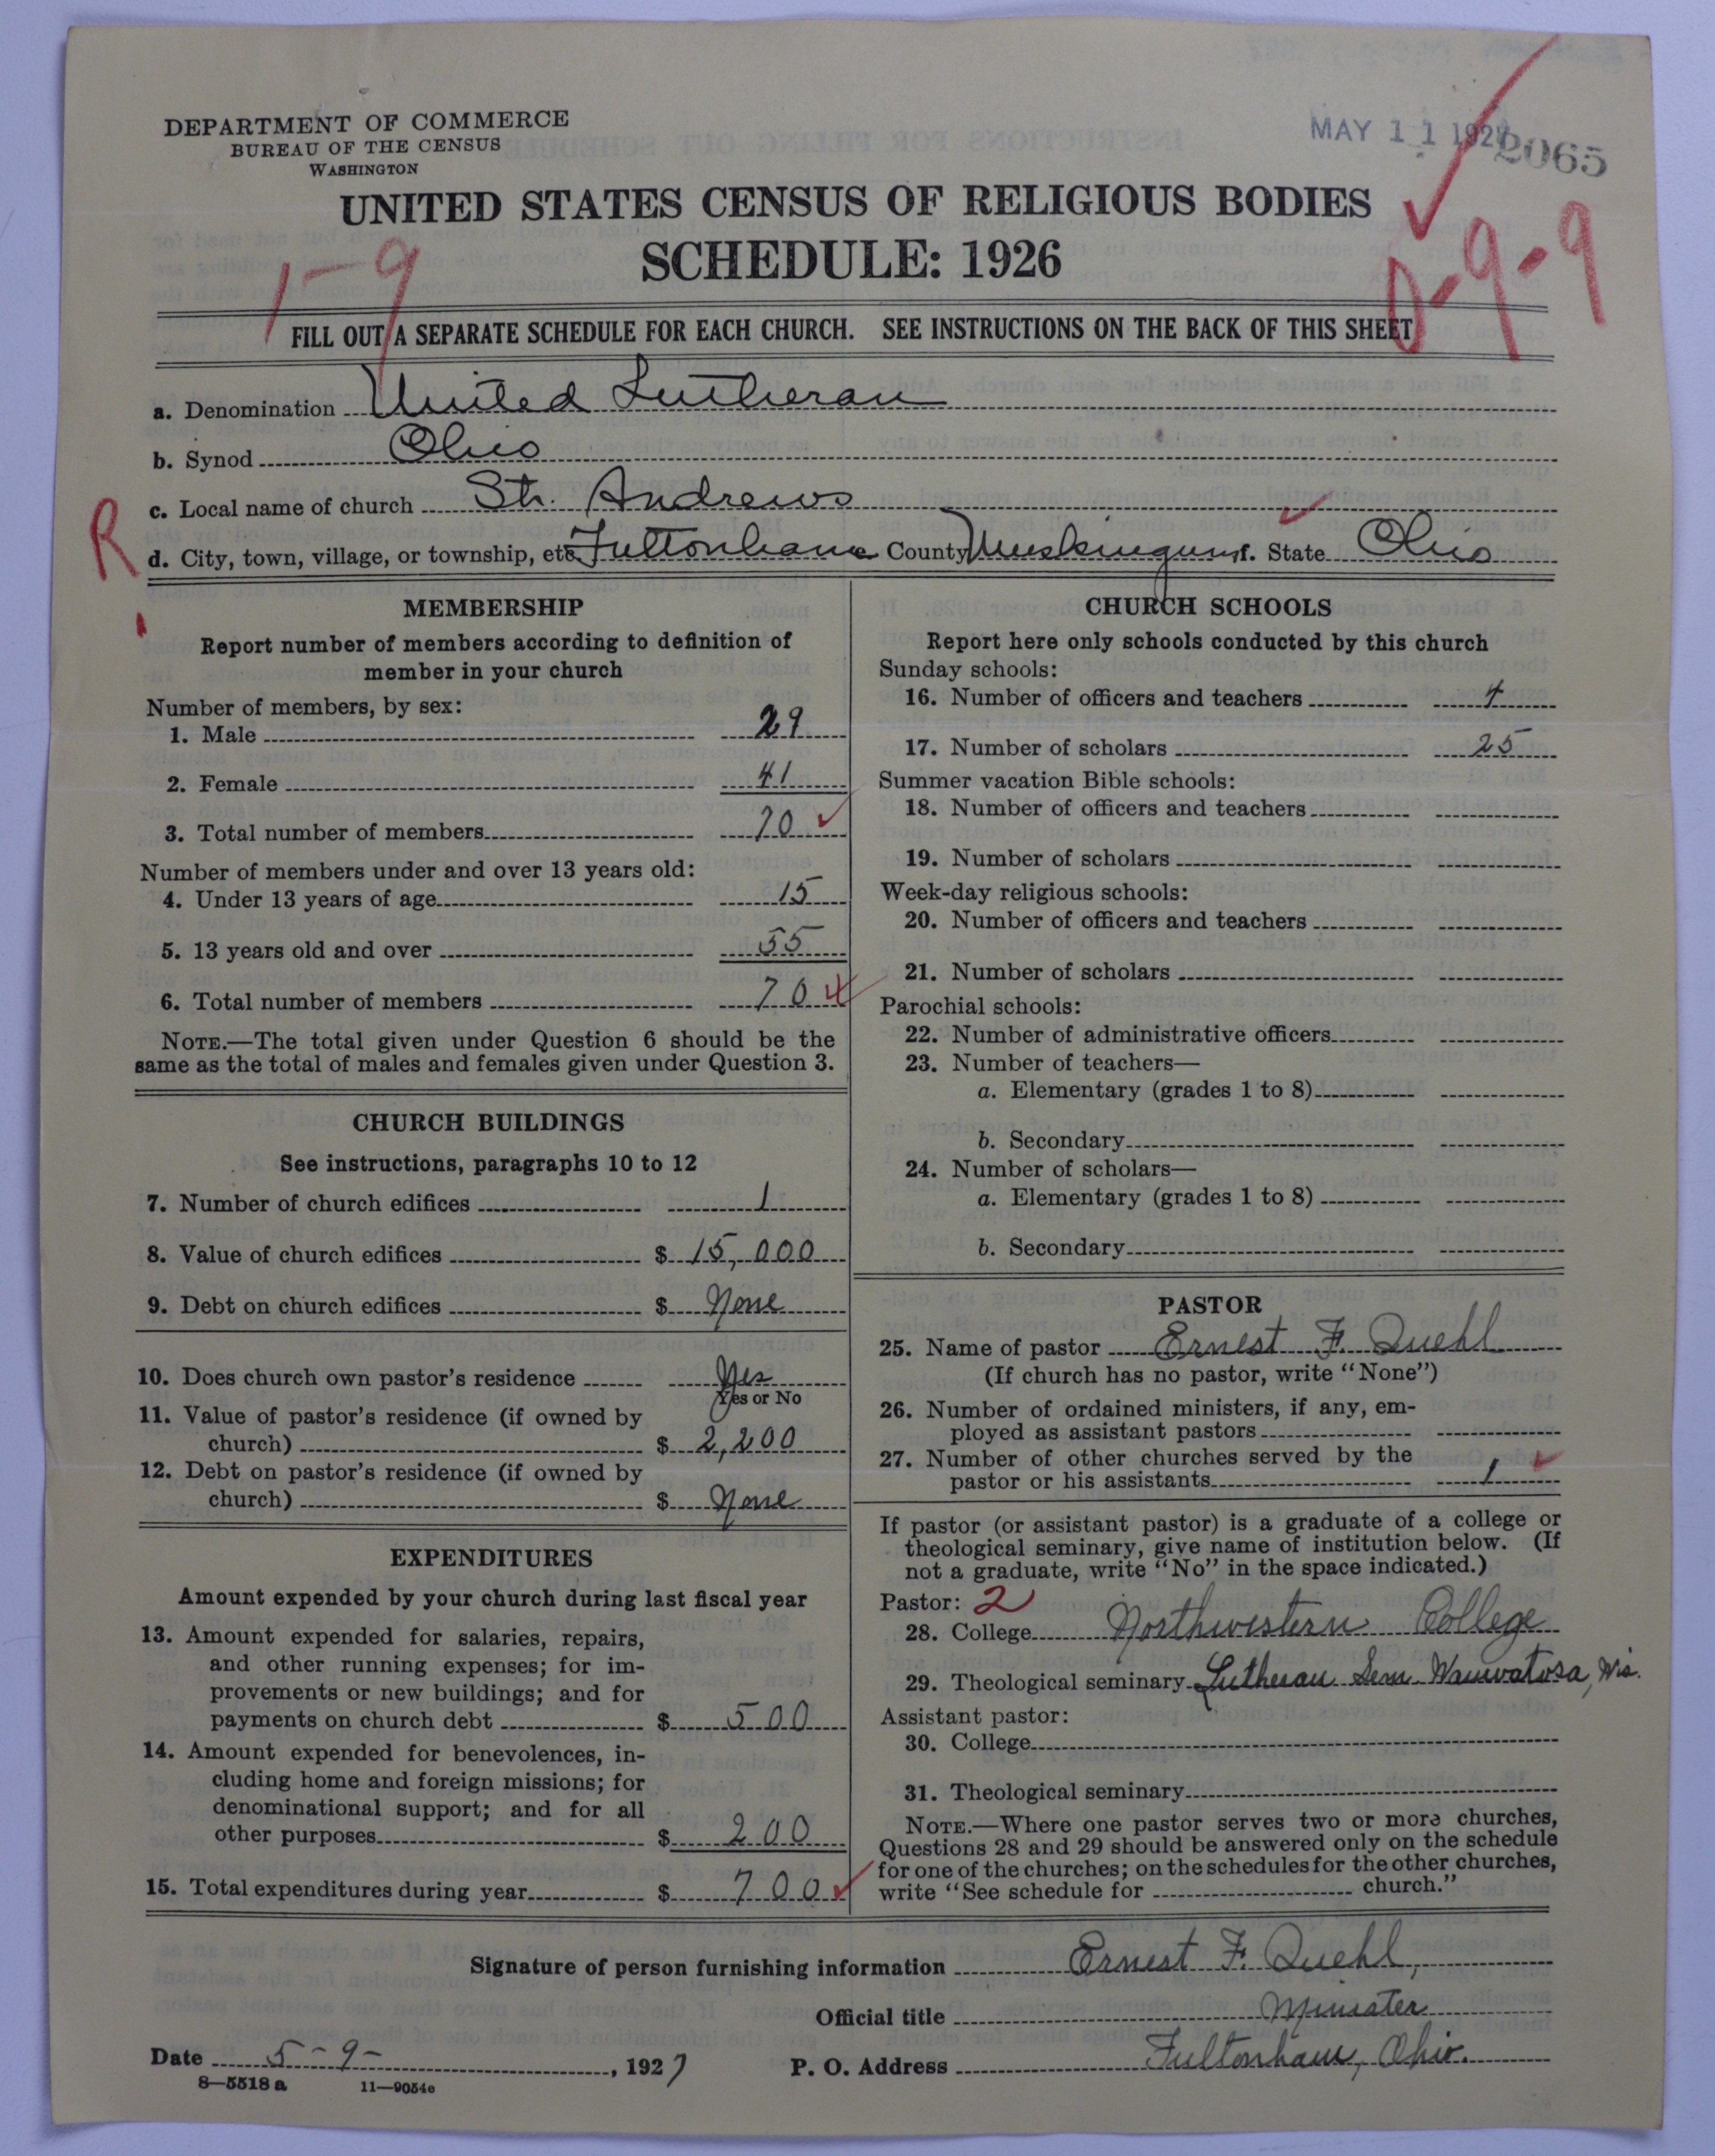 DEPARTMENT OF COMMERCE
BUREAU OF THE CENSUS
WASHINGTON
MAY 11 1927
2065
UNITED STATES CENSUS OF RELIGIOUS BODIES
SCHEDULE: 1926
1-9
0-9-9
FILL OUT A SEPARATE SCHEDULE FOR EACH CHURCH. SEE INSTRUCTIONS ON THE BACK OF THIS SHEET
a. Denomination United Lutheran
b. Synod Ohio
c. Local name of church St. Andrews
R
d. City, town, village, or township, etc Fultonham County Muskingum State Ohio
MEMBERSHIP
Report number of members according to definition of
member in your church
Number of members, by sex:
1. Male 29
2. Female 41
3. Total number of members 70
Number of members under and over 13 years old:
4. Under 13 years of age 15
5. 13 years old and over 55
6. Total number of members 70
NOTE.—The total given under Question 6 should be the
same as the total of males and females given under Question 3.
CHURCH BUILDINGS
See instructions, paragraphs 10 to 12
7. Number of church edifices 1
8. Value of church edifices $ 15,000
9. Debt on church edifices $ None
10. Does church own pastor's residence Yes
Yes or No
11. Value of pastor's residence (if owned by
church) $ 2,200
12. Debt on pastor's residence (if owned by
church) $ None
EXPENDITURES
Amount expended by your church during last fiscal year
13. Amount expended for salaries, repairs,
and other running expenses; for im-
provements or new buildings; and for
payments on church debt $ 500
14. Amount expended for benevolences, in-
cluding home and foreign missions; for
denominational support; and for all
other purposes $ 200
15. Total expenditures during year $ 700
CHURCH SCHOOLS
Report here only schools conducted by this church
Sunday schools:
16. Number of officers and teachers 4
17. Number of scholars 25
Summer vacation Bible schools:
18. Number of officers and teachers
19. Number of scholars
Week-day religious schools:
20. Number of officers and teachers
21. Number of scholars
Parochial schools:
22. Number of administrative officers
23. Number of teachers—
a. Elementary (grades 1 to 8)
b. Secondary
24. Number of scholars—
a. Elementary (grades 1 to 8)
b. Secondary
PASTOR
25. Name of pastor Ernest F. Quehl
(If church has no pastor, write "None")
26. Number of ordained ministers, if any, em-
ployed as assistant pastors
27. Number of other churches served by the
pastor or his assistants 1
If pastor (or assistant pastor) is a graduate of a college or
theological seminary, give name of institution below. (If
not a graduate, write "No" in the space indicated.)
Pastor: 2
28. College Northwestern College
29. Theological seminary Lutheran Sem Wauwatosa, Wis.
Assistant pastor:
30. College
31. Theological seminary
NOTE.—Where one pastor serves two or more churches,
Questions 28 and 29 should be answered only on the schedule
for one of the churches; on the schedules for the other churches,
write "See schedule for church."
Signature of person furnishing information Ernest F. Quehl,
Official title Minister
Date 5-9-, 1927
P. O. Address Fultonham, Ohio.
8—5518a 11—9054e